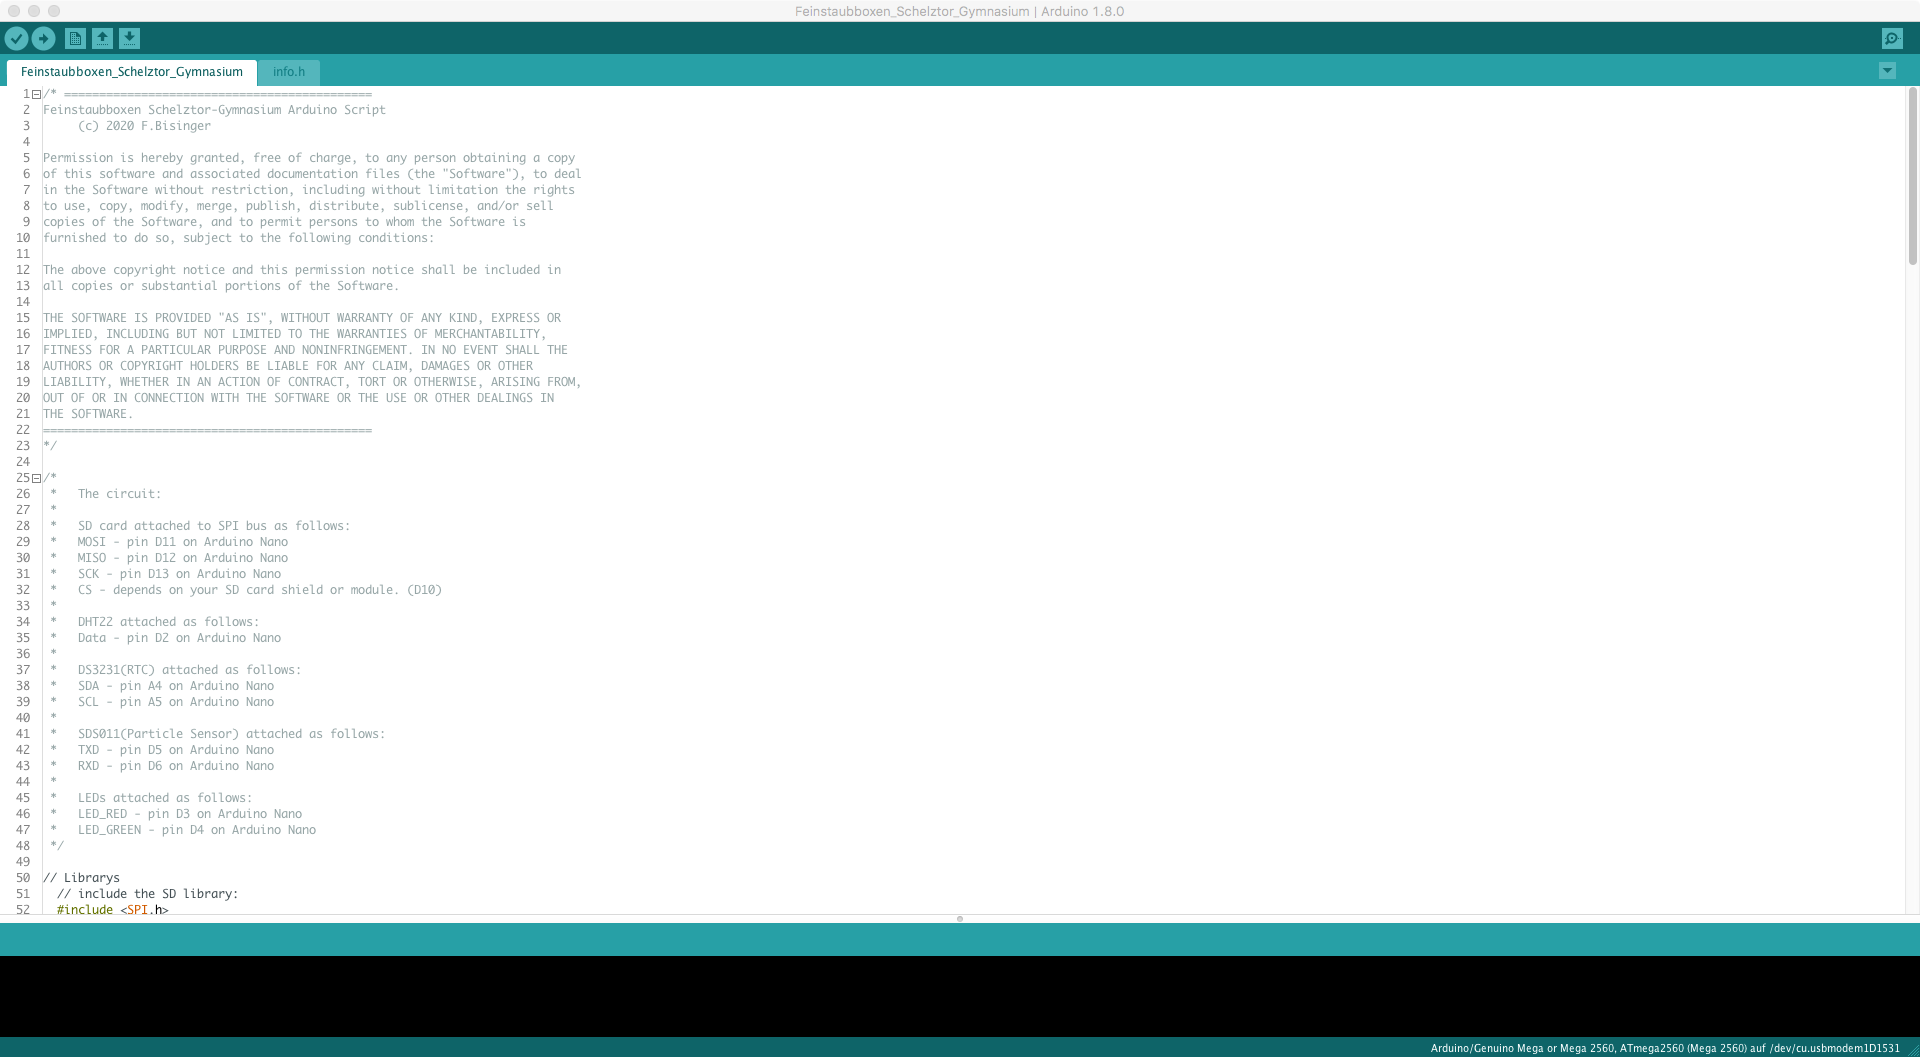 Feinstaubboxen_Schelztor_Gymnasium | Arduino 1.8.0
Feinstaubboxen_Schelztor_Gymnasium info.h
1 /* ============================================
2 Feinstaubboxen Schelztor-Gymnasium Arduino Script
3 (c) 2020 F.Bisinger
4
5 Permission is hereby granted, free of charge, to any person obtaining a copy
6 of this software and associated documentation files (the "Software"), to deal
7 in the Software without restriction, including without limitation the rights
8 to use, copy, modify, merge, publish, distribute, sublicense, and/or sell
9 copies of the Software, and to permit persons to whom the Software is
10 furnished to do so, subject to the following conditions:
11
12 The above copyright notice and this permission notice shall be included in
13 all copies or substantial portions of the Software.
14
15 THE SOFTWARE IS PROVIDED "AS IS", WITHOUT WARRANTY OF ANY KIND, EXPRESS OR
16 IMPLIED, INCLUDING BUT NOT LIMITED TO THE WARRANTIES OF MERCHANTABILITY,
17 FITNESS FOR A PARTICULAR PURPOSE AND NONINFRINGEMENT. IN NO EVENT SHALL THE
18 AUTHORS OR COPYRIGHT HOLDERS BE LIABLE FOR ANY CLAIM, DAMAGES OR OTHER
19 LIABILITY, WHETHER IN AN ACTION OF CONTRACT, TORT OR OTHERWISE, ARISING FROM,
20 OUT OF OR IN CONNECTION WITH THE SOFTWARE OR THE USE OR OTHER DEALINGS IN
21 THE SOFTWARE.
22 ===============================================
23 */
24
25 /*
26 * The circuit:
27 *
28 * SD card attached to SPI bus as follows:
29 * MOSI - pin D11 on Arduino Nano
30 * MISO - pin D12 on Arduino Nano
31 * SCK - pin D13 on Arduino Nano
32 * CS - depends on your SD card shield or module. (D10)
33 *
34 * DHT22 attached as follows:
35 * Data - pin D2 on Arduino Nano
36 *
37 * DS3231(RTC) attached as follows:
38 * SDA - pin A4 on Arduino Nano
39 * SCL - pin A5 on Arduino Nano
40 *
41 * SDS011(Particle Sensor) attached as follows:
42 * TXD - pin D5 on Arduino Nano
43 * RXD - pin D6 on Arduino Nano
44 *
45 * LEDs attached as follows:
46 * LED_RED - pin D3 on Arduino Nano
47 * LED_GREEN - pin D4 on Arduino Nano
48 */
49
50 // Librarys
51 // include the SD library:
52 #include <SPI.h>
Arduino/Genuino Mega or Mega 2560, ATmega2560 (Mega 2560) auf /dev/cu.usbmodem1D1531